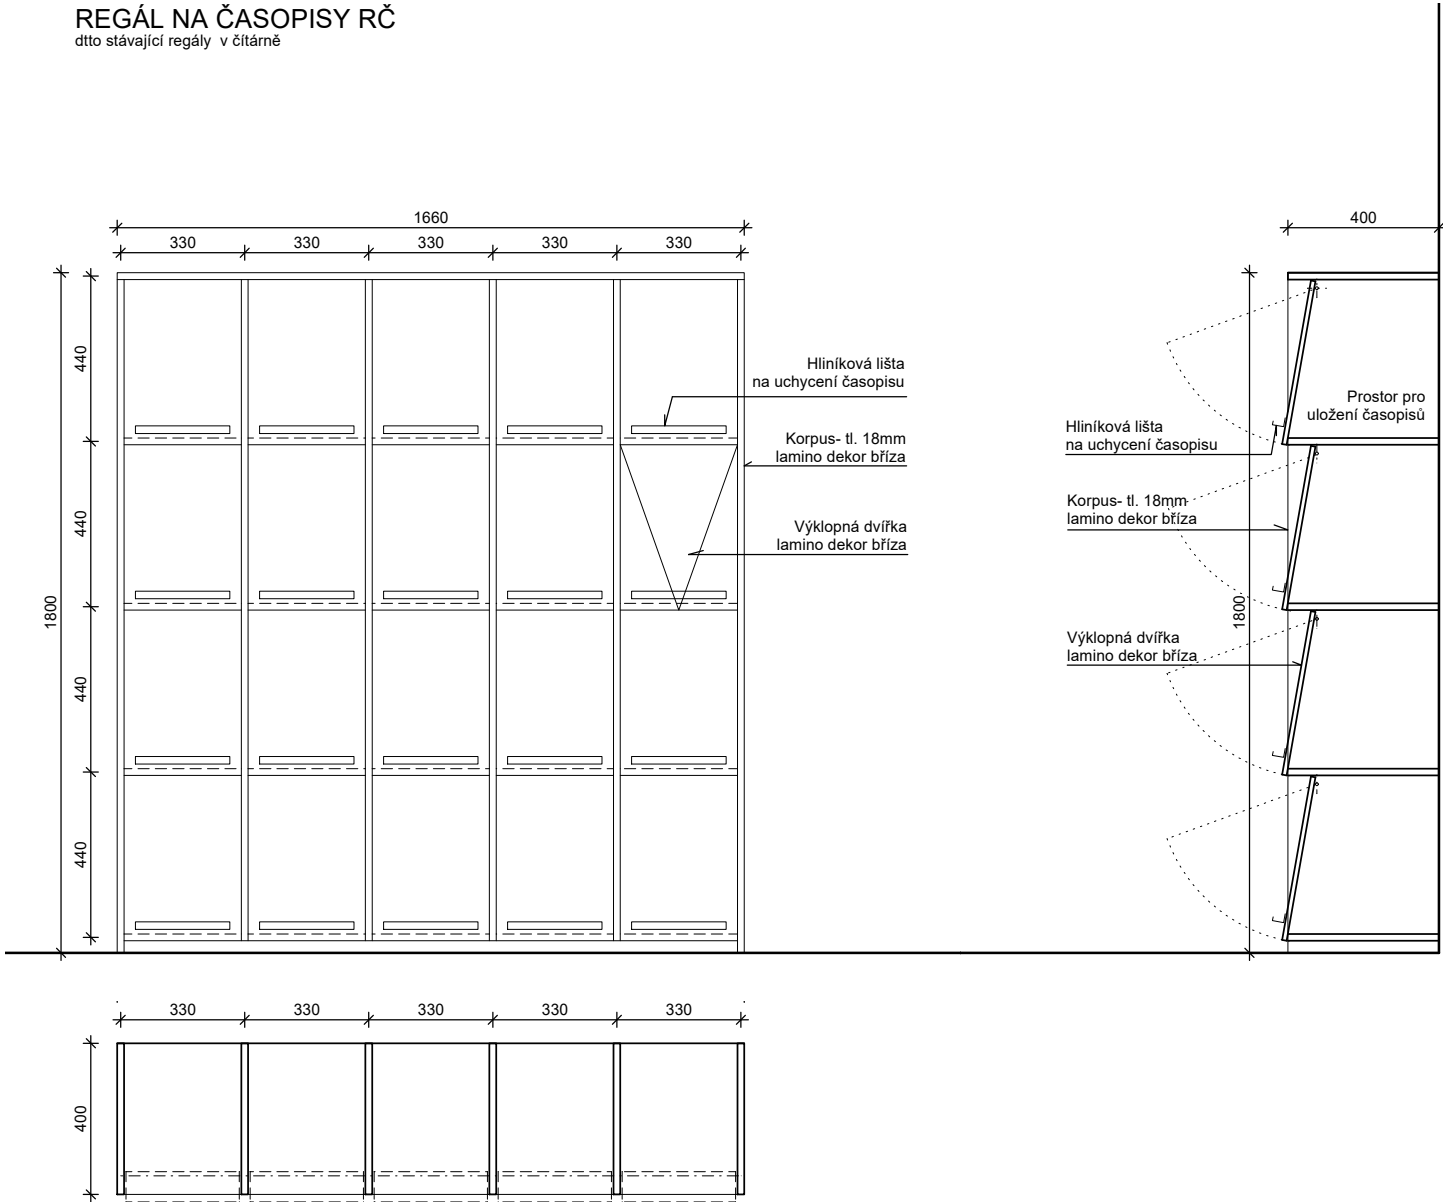 REGÁL NA ČASOPISY RČ
dtto stávající regály v čítárně
1660
330 330 330 330 330
1800
440
440
440
440
Hliníková lišta
na uchycení časopisu
Korpus- tl. 18mm
lamino dekor bříza
Výklopná dvířka
lamino dekor bříza
400
1800
Prostor pro
uložení časopisů
Hliníková lišta
na uchycení časopisu
Korpus- tl. 18mm
lamino dekor bříza
Výklopná dvířka
lamino dekor bříza
330 330 330 330 330
400